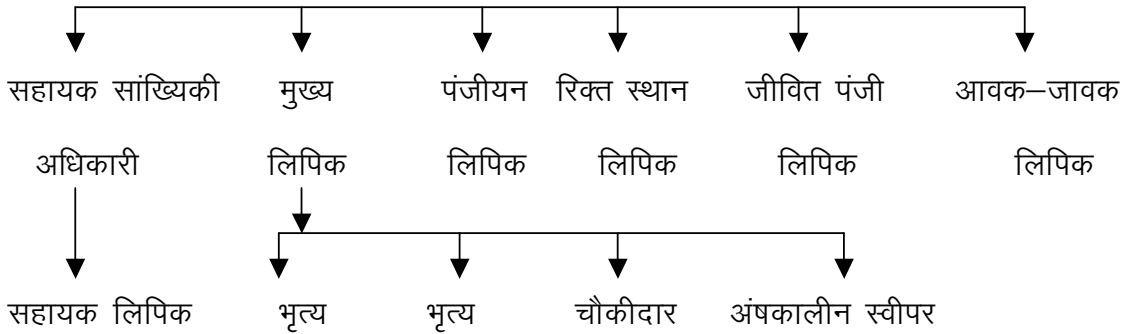 सहायक सांख्यिकी मुख्य पंजीयन रिक्त स्थान जीवित पंजी आवक–जावक
अधिकारी लिपिक लिपिक लिपिक लिपिक लिपिक
सहायक लिपिक भृत्य भृत्य चौकीदार अंषकालीन स्वीपर